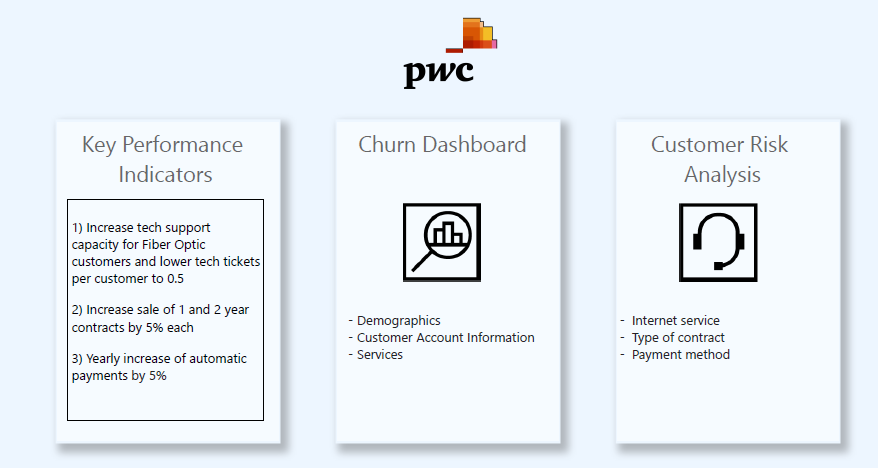 pwc
Key Performance
Indicators
1) Increase tech support
capacity for Fiber Optic
customers and lower tech tickets
per customer to 0.5
2) Increase sale of 1 and 2 year
contracts by 5% each
3) Yearly increase of automatic
payments by 5%
Churn Dashboard
- Demographics
- Customer Account Information
- Services
Customer Risk
Analysis
- Internet service
- Type of contract
- Payment method